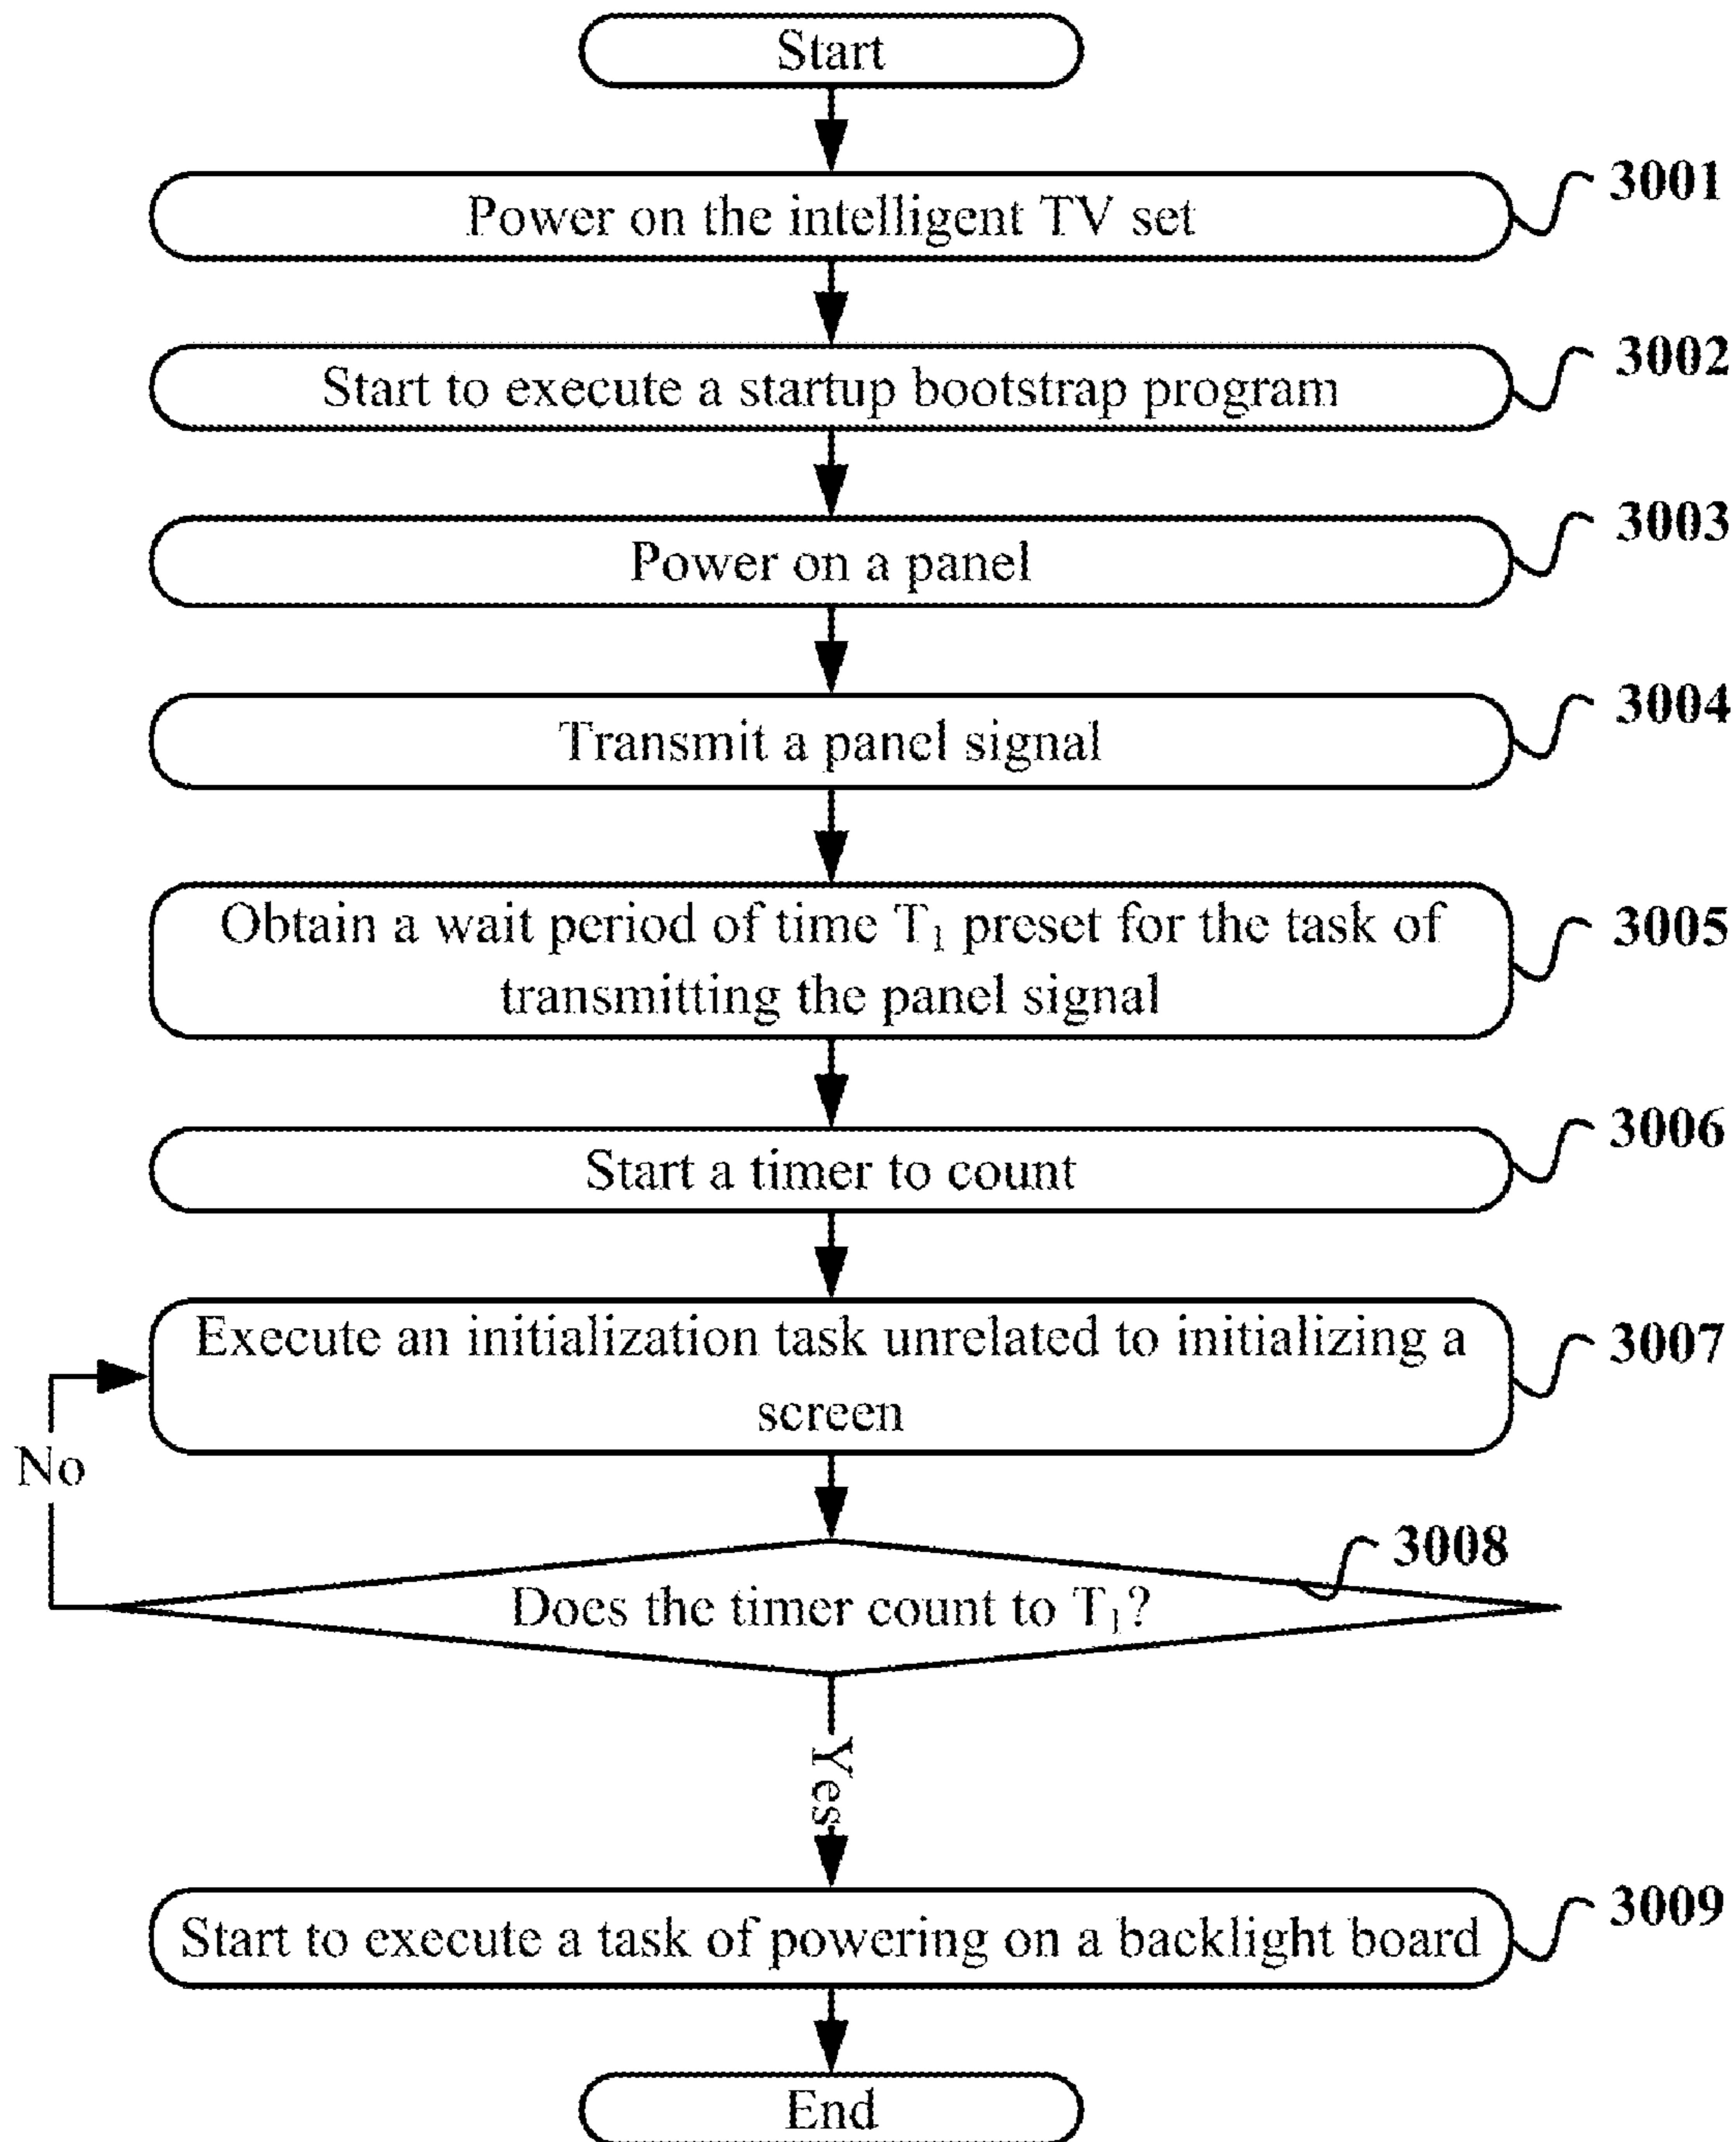 Start
Power on the intelligent TV set
3001
Start to execute a startup bootstrap program
3002
Power on a panel
3003
Transmit a panel signal
3004
Obtain a wait period of time T₁ preset for the task of
transmitting the panel signal
3005
Start a timer to count
3006
Execute an initialization task unrelated to initializing a
screen
3007
No
3008
Does the timer count to T₁?
Yes
Start to execute a task of powering on a backlight board
3009
End